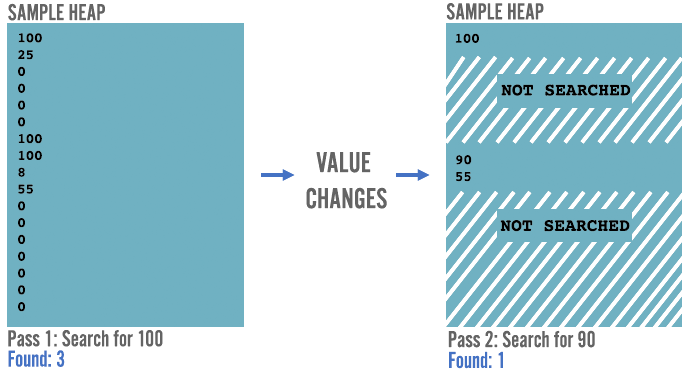 SAMPLE HEAP
100
25
0
0
0
0
100
100
8
55
0
0
0
0
0
0
0
Pass 1: Search for 100
Found: 3
VALUE
CHANGES
SAMPLE HEAP
100
NOT SEARCHED
90
55
NOT SEARCHED
Pass 2: Search for 90
Found: 1